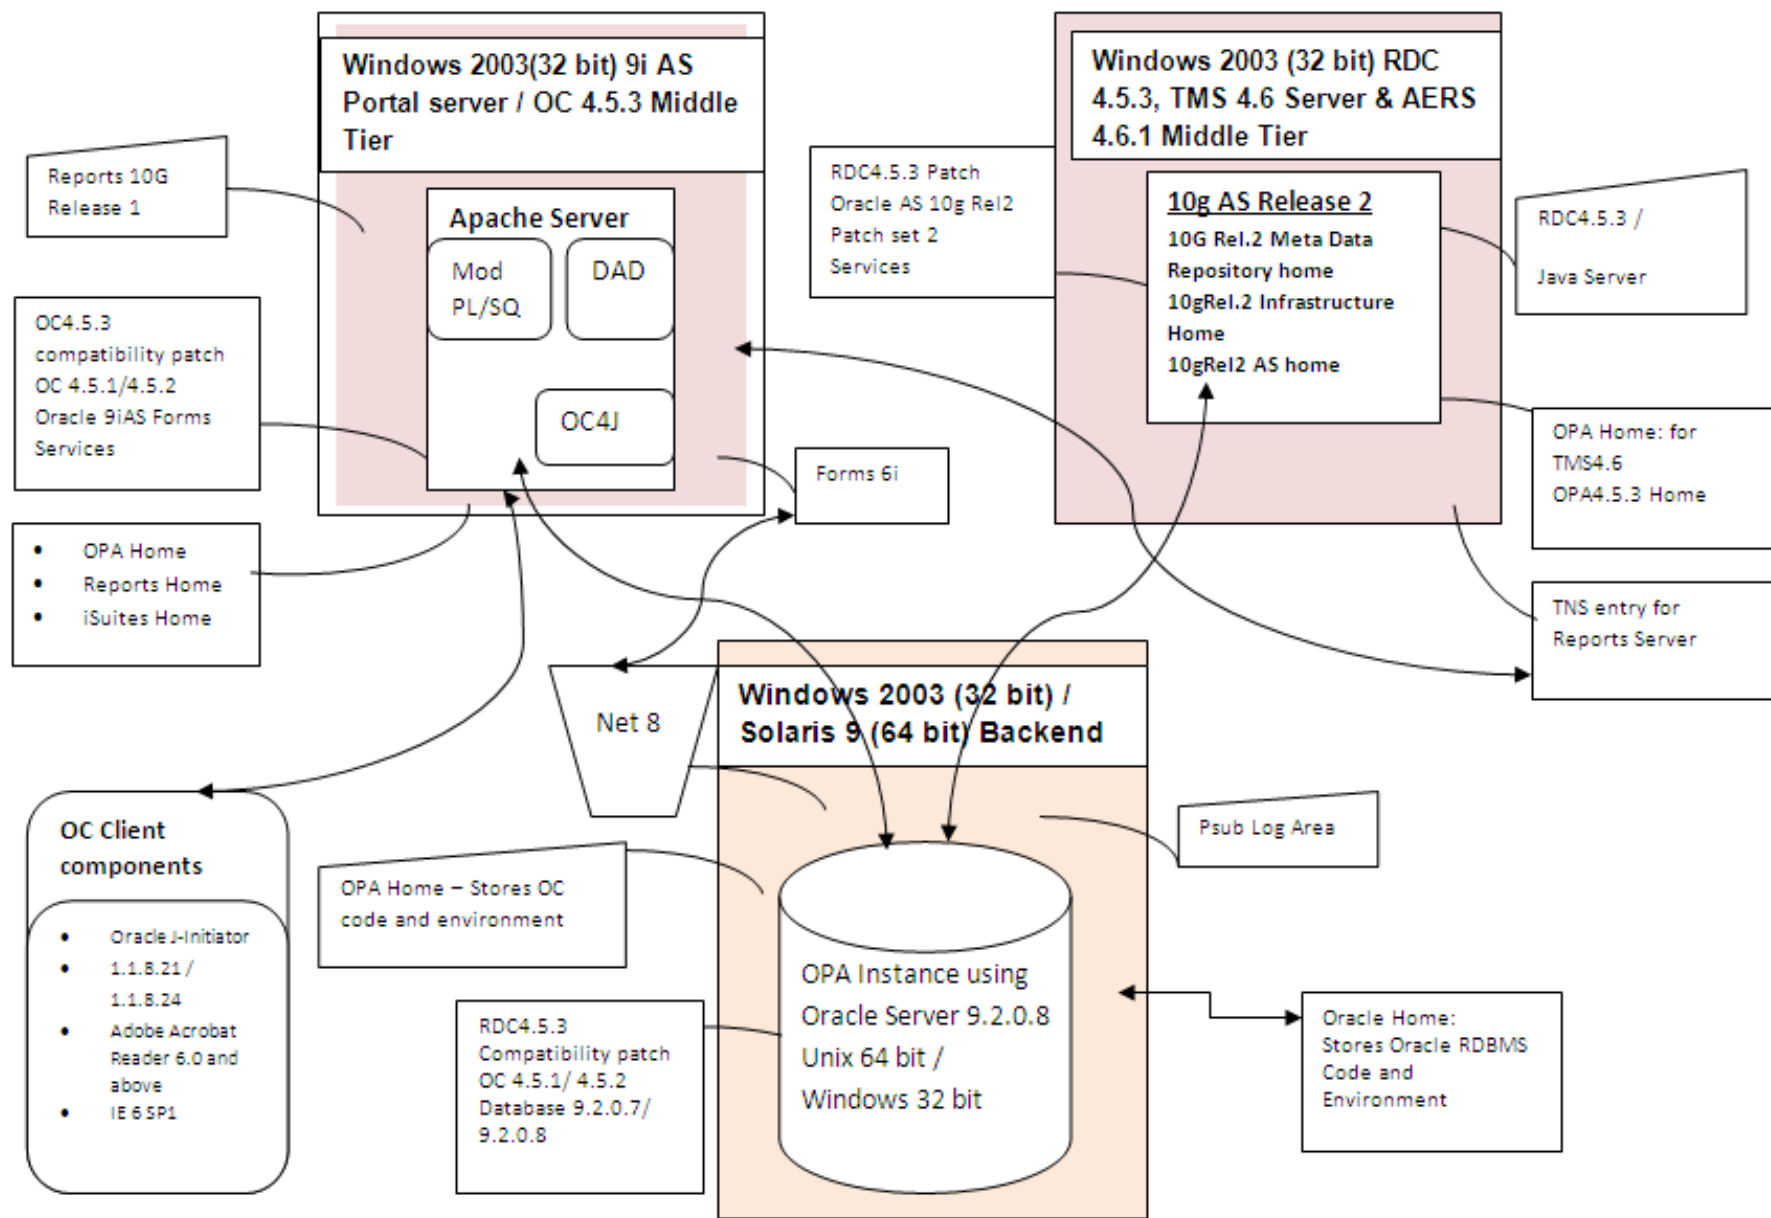 Windows 2003(32 bit) 9i AS
Portal server / OC 4.5.3 Middle
Tier
Windows 2003 (32 bit) RDC
4.5.3, TMS 4.6 Server & AERS
4.6.1 Middle Tier
Reports 10G
Release 1
Apache Server
Mod
PL/SQ
DAD
OC4J
RDC4.5.3 Patch
Oracle AS 10g Rel2
Patch set 2
Services
10g AS Release 2
10G Rel.2 Meta Data
Repository home
10gRel.2 Infrastructure
Home
10gRel2 AS home
RDC4.5.3 /
Java Server
OC4.5.3
compatibility patch
OC 4.5.1/4.5.2
Oracle 9iAS Forms
Services
Forms 6i
OPA Home: for
TMS4.6
OPA4.5.3 Home
• OPA Home
• Reports Home
• iSuites Home
TNS entry for
Reports Server
Net 8
Windows 2003 (32 bit) /
Solaris 9 (64 bit) Backend
OC Client
components
• Oracle J-Initiator
• 1.1.8.21 /
1.1.8.24
• Adobe Acrobat
Reader 6.0 and
above
• IE 6 SP1
OPA Home – Stores OC
code and environment
Psub Log Area
RDC4.5.3
Compatibility patch
OC 4.5.1/ 4.5.2
Database 9.2.0.7/
9.2.0.8
OPA Instance using
Oracle Server 9.2.0.8
Unix 64 bit /
Windows 32 bit
Oracle Home:
Stores Oracle RDBMS
Code and
Environment